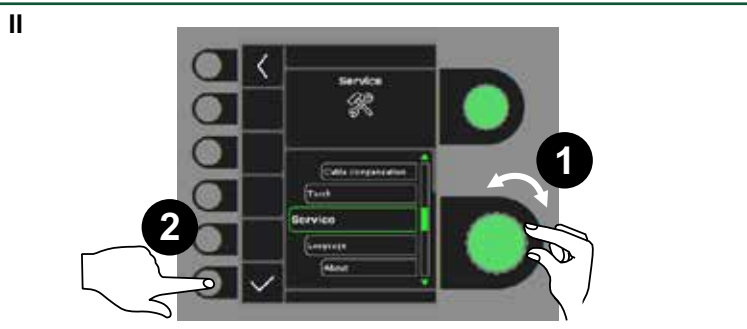 II
Service
Cable compensation
Torch
Service
Language
About
1
2